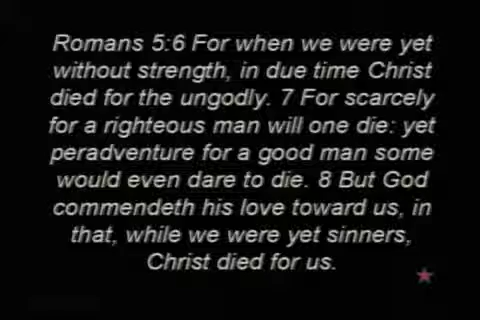 Romans 5:6 For when we were yet
without strength, in due time Christ
died for the ungodly. 7 For scarcely
for a righteous man will one die: yet
peradventure for a good man some
would even dare to die. 8 But God
commendeth his love toward us, in
that, while we were yet sinners,
Christ died for us.